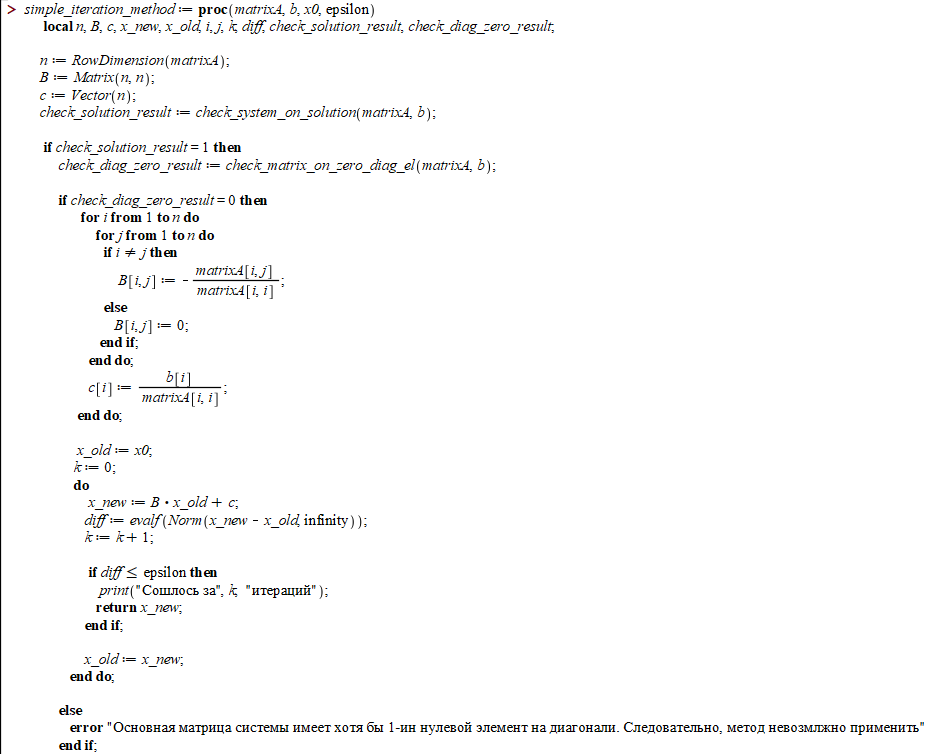 > simple_iteration_method := proc(matrixA, b, x0, epsilon)
local n, B, c, x_new, x_old, i, j, k, diff, check_solution_result, check_diag_zero_result;
n := RowDimension(matrixA);
B := Matrix(n, n);
c := Vector(n);
check_solution_result := check_system_on_solution(matrixA, b);
if check_solution_result = 1 then
check_diag_zero_result := check_matrix_on_zero_diag_el(matrixA, b);
if check_diag_zero_result = 0 then
for i from 1 to n do
for j from 1 to n do
if i ≠ j then
B[i, j] := - matrixA[i, j] / matrixA[i, i];
else
B[i, j] := 0;
end if;
end do;
c[i] := b[i] / matrixA[i, i];
end do;
x_old := x0;
k := 0;
do
x_new := B · x_old + c;
diff := evalf(Norm(x_new - x_old, infinity));
k := k + 1;
if diff ≤ epsilon then
print("Сошлось за", k, "итераций");
return x_new;
end if;
x_old := x_new;
end do;
else
error "Основная матрица системы имеет хотя бы 1-ин нулевой элемент на диагонали. Следовательно, метод невозмлжно применить"
end if;